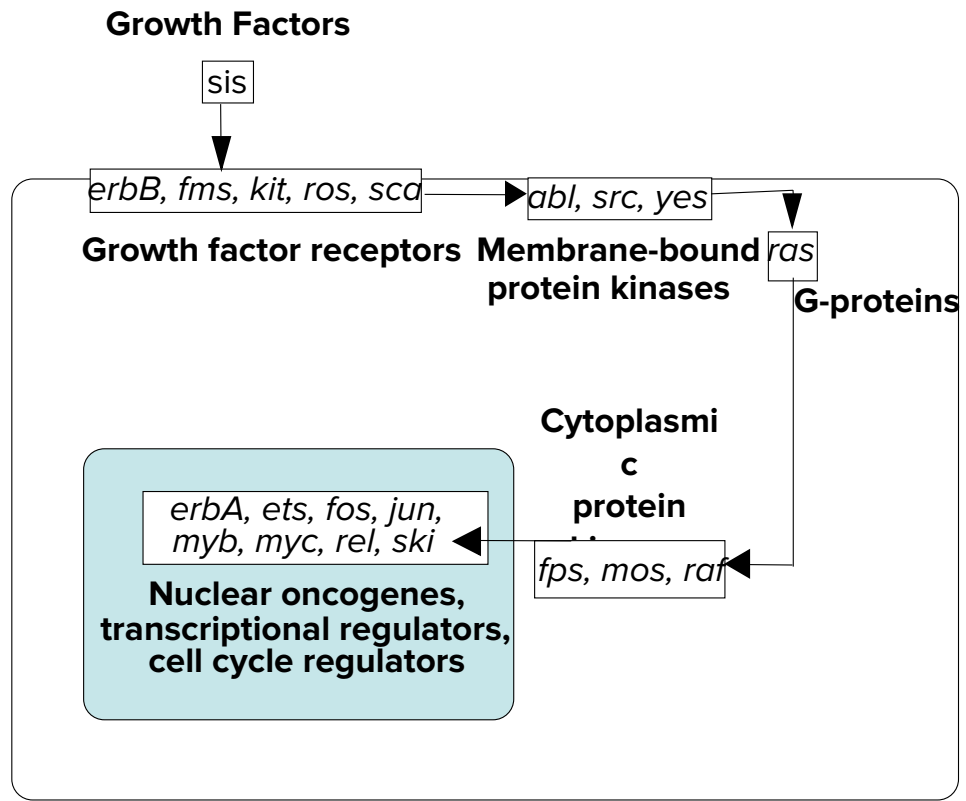 Growth Factors
sis
erbB, fms, kit, ros, sca
abl, src, yes
Growth factor receptors
Membrane-bound
protein kinases
ras
G-proteins
Cytoplasmi
c
protein
erbA, ets, fos, jun,
myb, myc, rel, ski
fps, mos, raf
Nuclear oncogenes,
transcriptional regulators,
cell cycle regulators